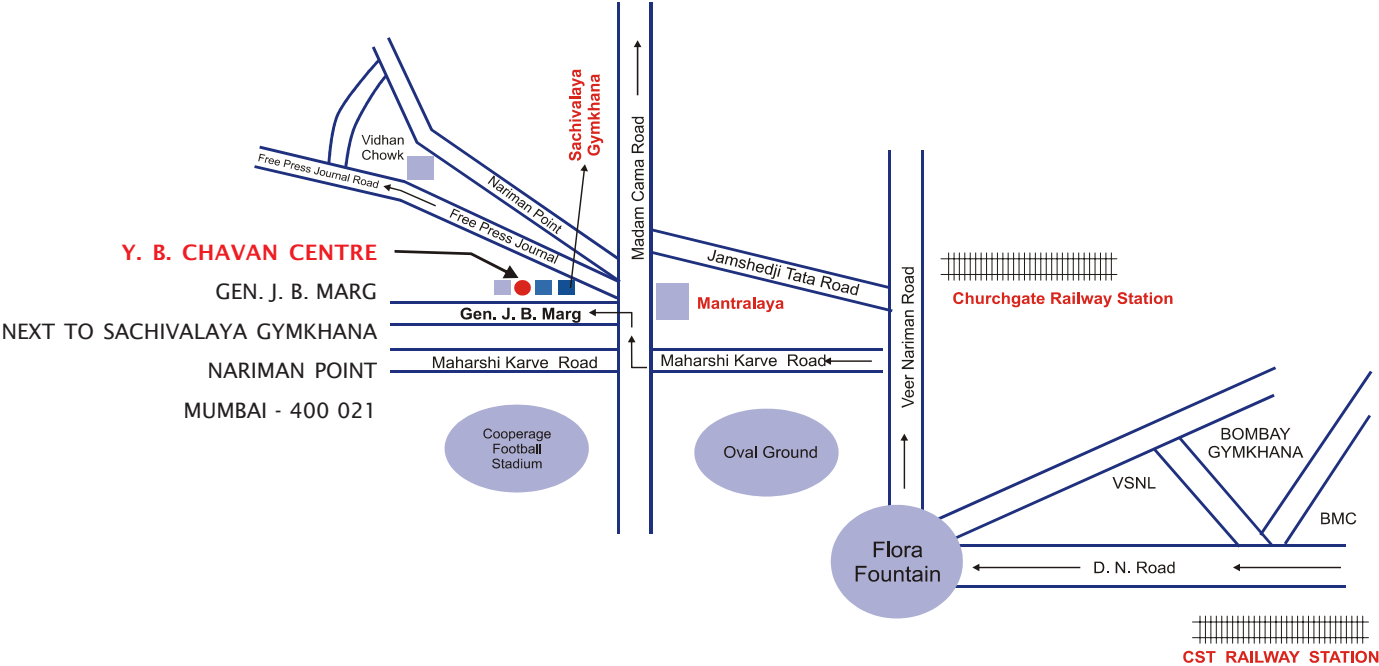 Sachivalaya
Gymkhana
Madam Cama Road
Vidhan
Chowk
Free Press Journal Road
Nariman Point
Free Press Journal
Y. B. CHAVAN CENTRE
GEN. J. B. MARG
NEXT TO SACHIVALAYA GYMKHANA
NARIMAN POINT
MUMBAI - 400 021
Gen. J. B. Marg
Maharshi Karve Road
Jamshedji Tata Road
Mantralaya
Maharshi Karve Road
Veer Nariman Road
Churchgate Railway Station
Cooperage
Football
Stadium
Oval Ground
BOMBAY
GYMKHANA
VSNL
BMC
Flora
Fountain
D. N. Road
CST RAILWAY STATION